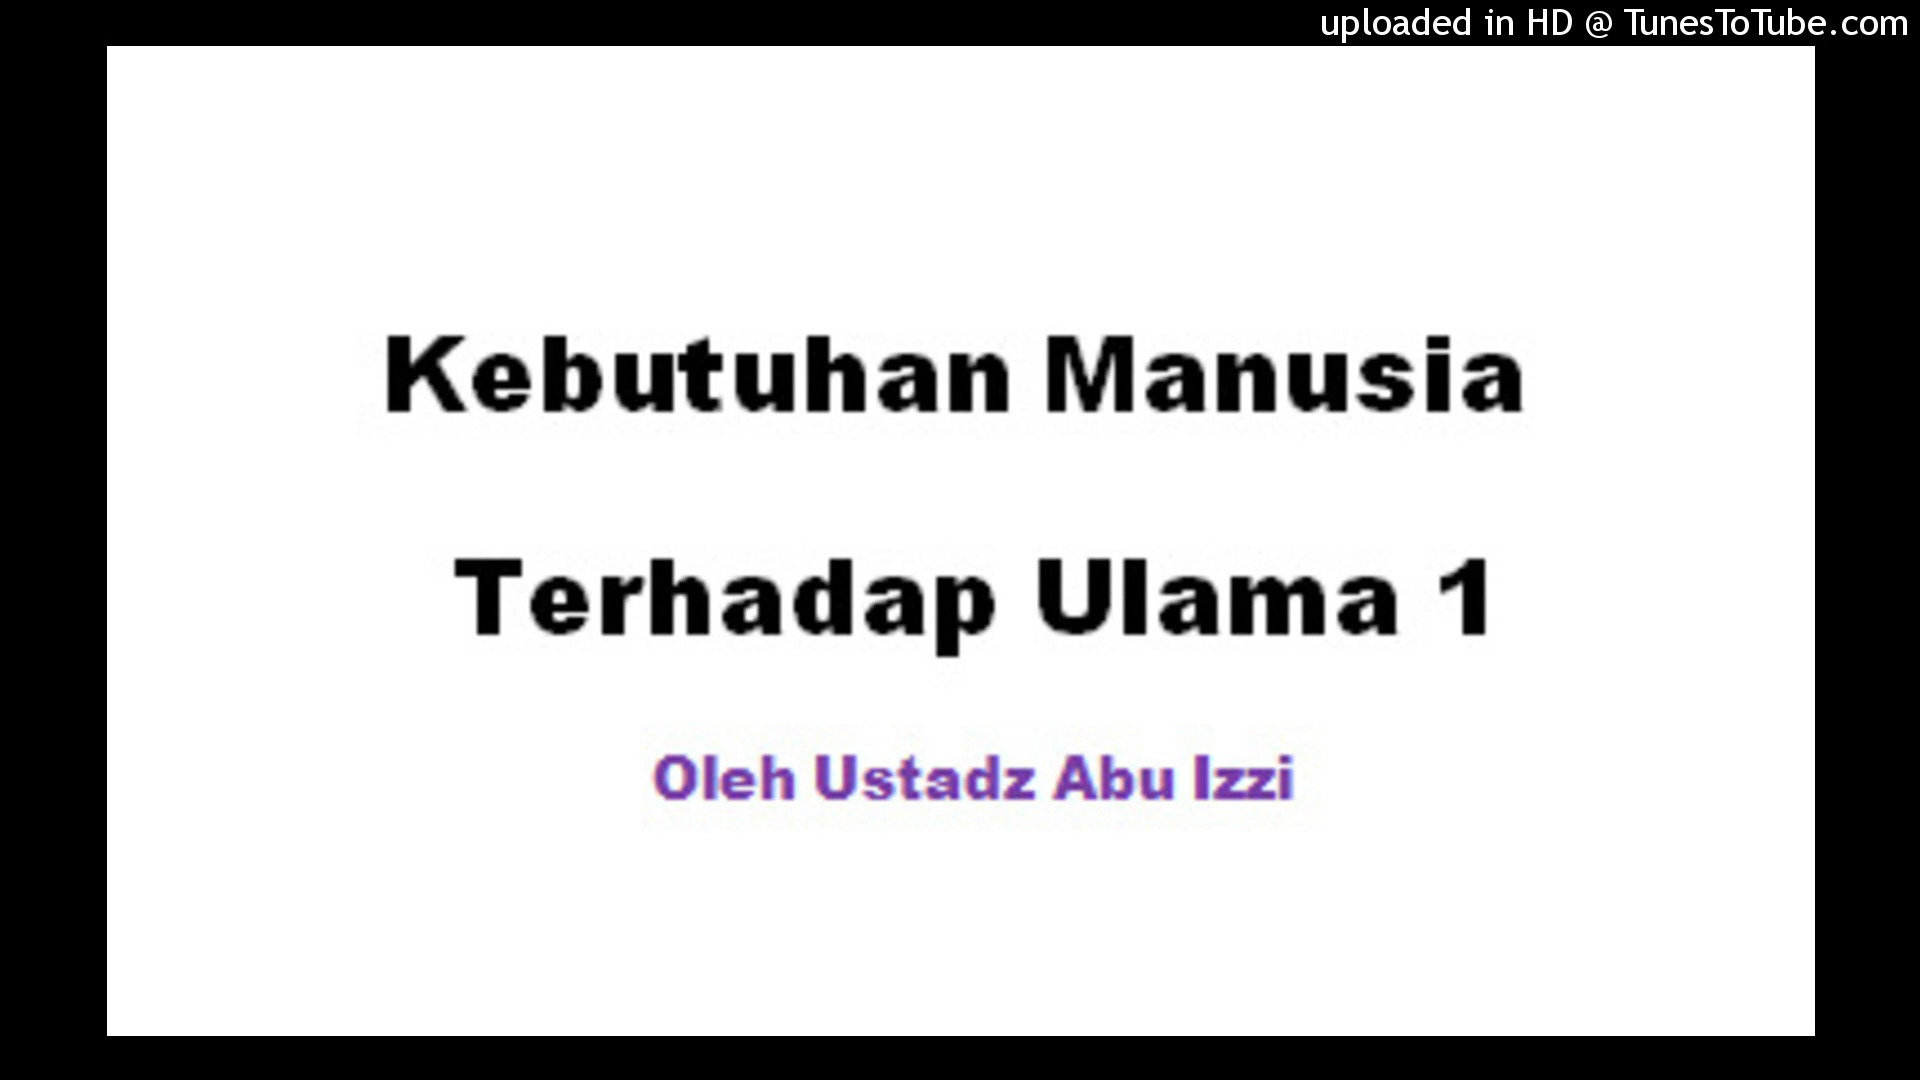 uploaded in HD @ TunesToTube.com
Kebutuhan Manusia
Terhadap Ulama 1
Oleh Ustadz Abu Izzi